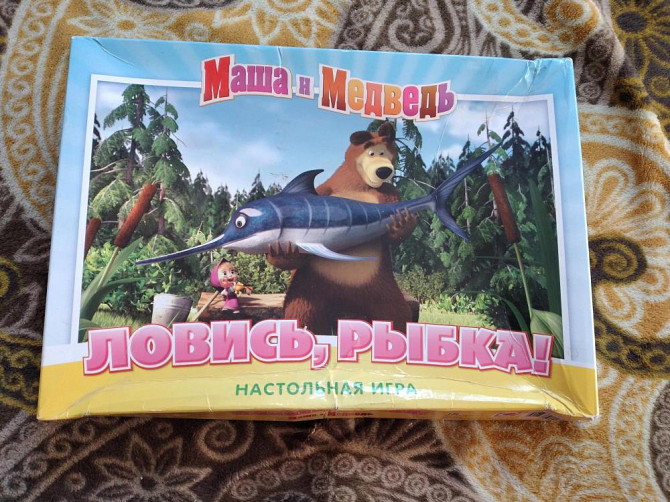 Маша и Медведь
ЛОВИСЬ, РЫБКА!
НАСТОЛЬНАЯ ИГРА